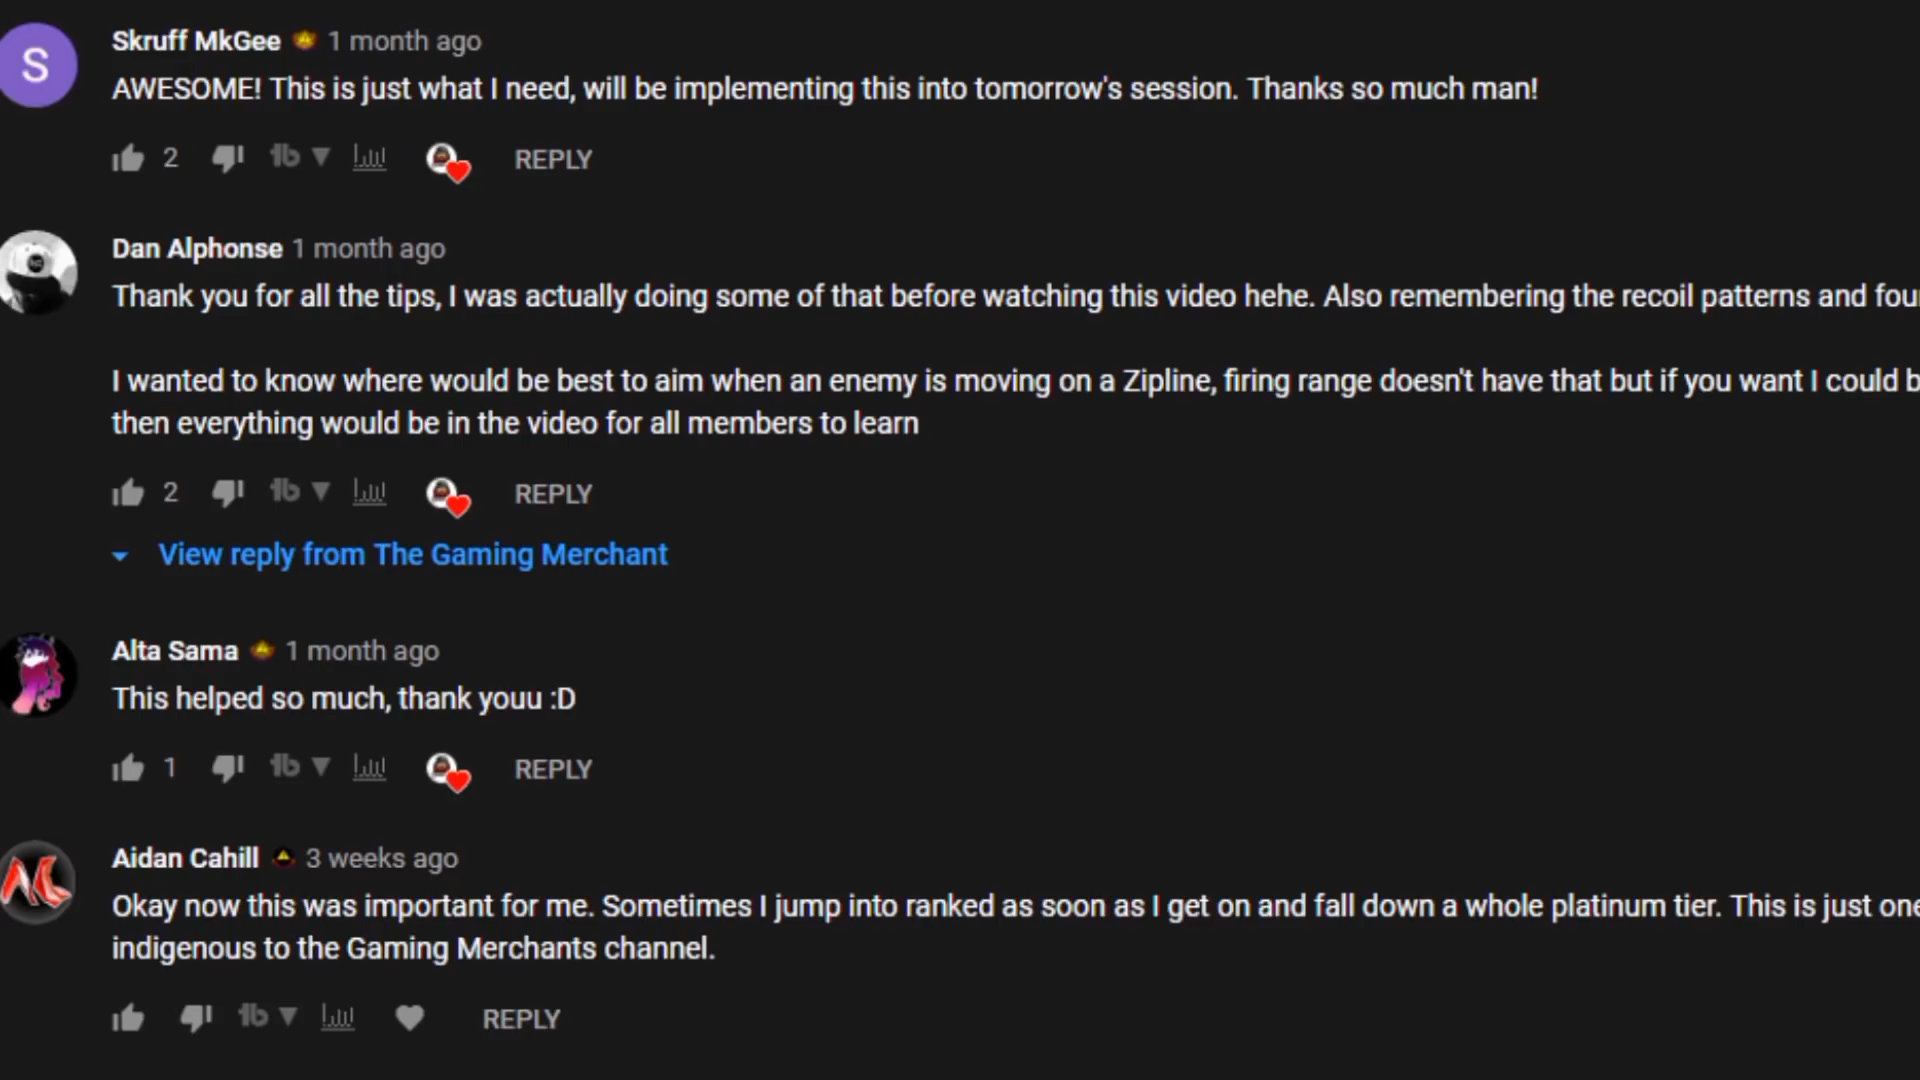 S
Skruff MkGee 1 month ago
AWESOME! This is just what I need, will be implementing this into tomorrow's session. Thanks so much man!
2 REPLY
Dan Alphonse 1 month ago
Thank you for all the tips, I was actually doing some of that before watching this video hehe. Also remembering the recoil patterns and
I wanted to know where would be best to aim when an enemy is moving on a Zipline, firing range doesn't have that but if you want I could
then everything would be in the video for all members to learn
2 REPLY
View reply from The Gaming Merchant
Alta Sama 1 month ago
This helped so much, thank youu :D
1 REPLY
Aidan Cahill 3 weeks ago
Okay now this was important for me. Sometimes I jump into ranked as soon as I get on and fall down a whole platinum tier. This is just one
indigenous to the Gaming Merchants channel.
REPLY